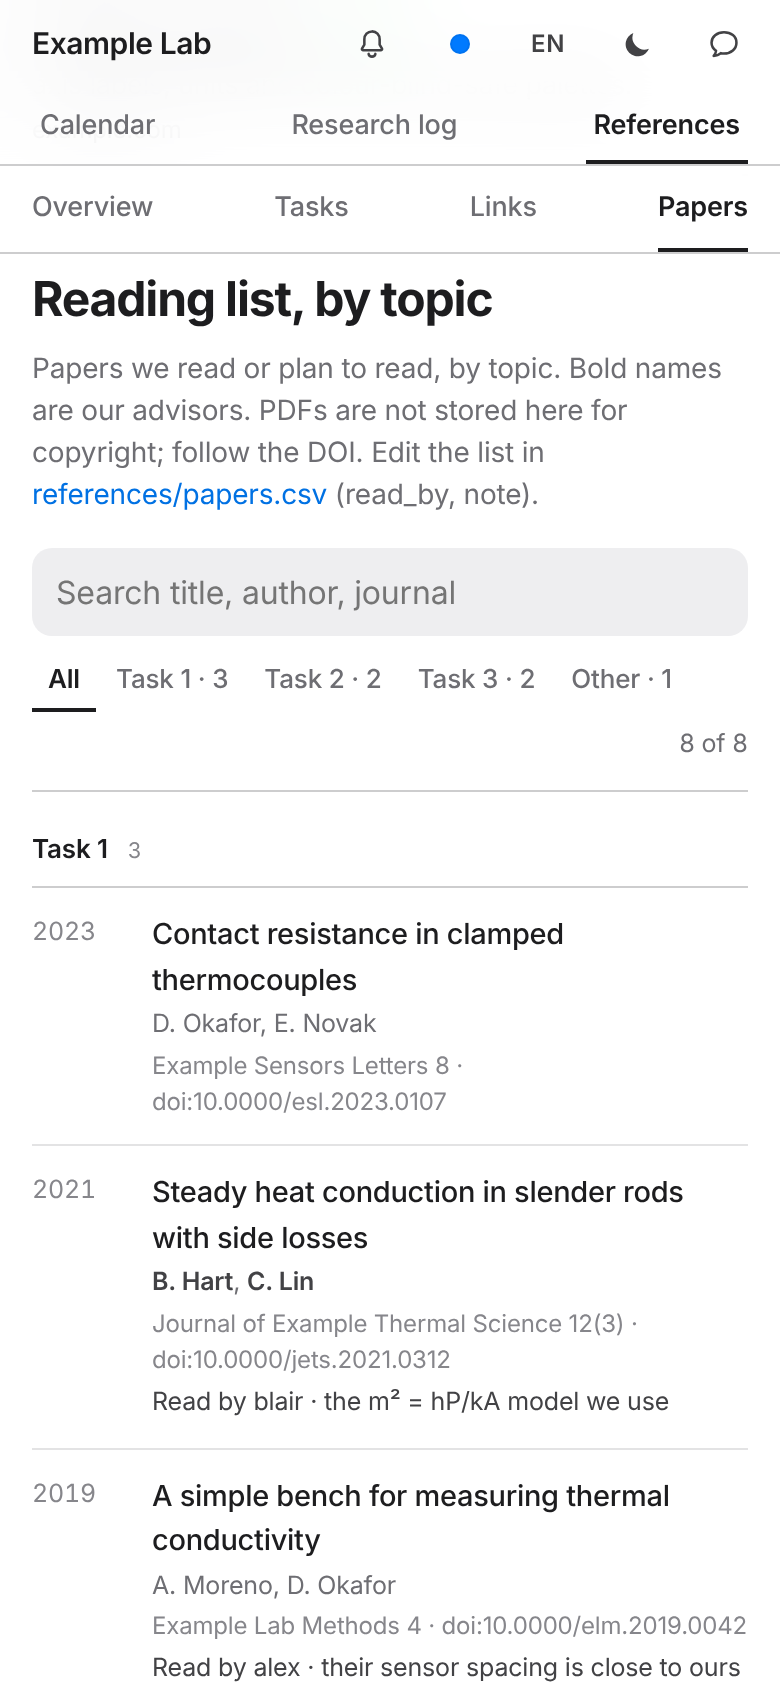 Example Lab EN
Calendar Research log References
Overview Tasks Links Papers
Reading list, by topic
Papers we read or plan to read, by topic. Bold names
are our advisors. PDFs are not stored here for
copyright; follow the DOI. Edit the list in
references/papers.csv (read_by, note).
Search title, author, journal
All Task 1 · 3 Task 2 · 2 Task 3 · 2 Other · 1
8 of 8
Task 1 3
2023 Contact resistance in clamped
thermocouples
D. Okafor, E. Novak
Example Sensors Letters 8 ·
doi:10.0000/esl.2023.0107
2021 Steady heat conduction in slender rods
with side losses
B. Hart, C. Lin
Journal of Example Thermal Science 12(3) ·
doi:10.0000/jets.2021.0312
Read by blair · the m² = hP/kA model we use
2019 A simple bench for measuring thermal
conductivity
A. Moreno, D. Okafor
Example Lab Methods 4 · doi:10.0000/elm.2019.0042
Read by alex · their sensor spacing is close to ours